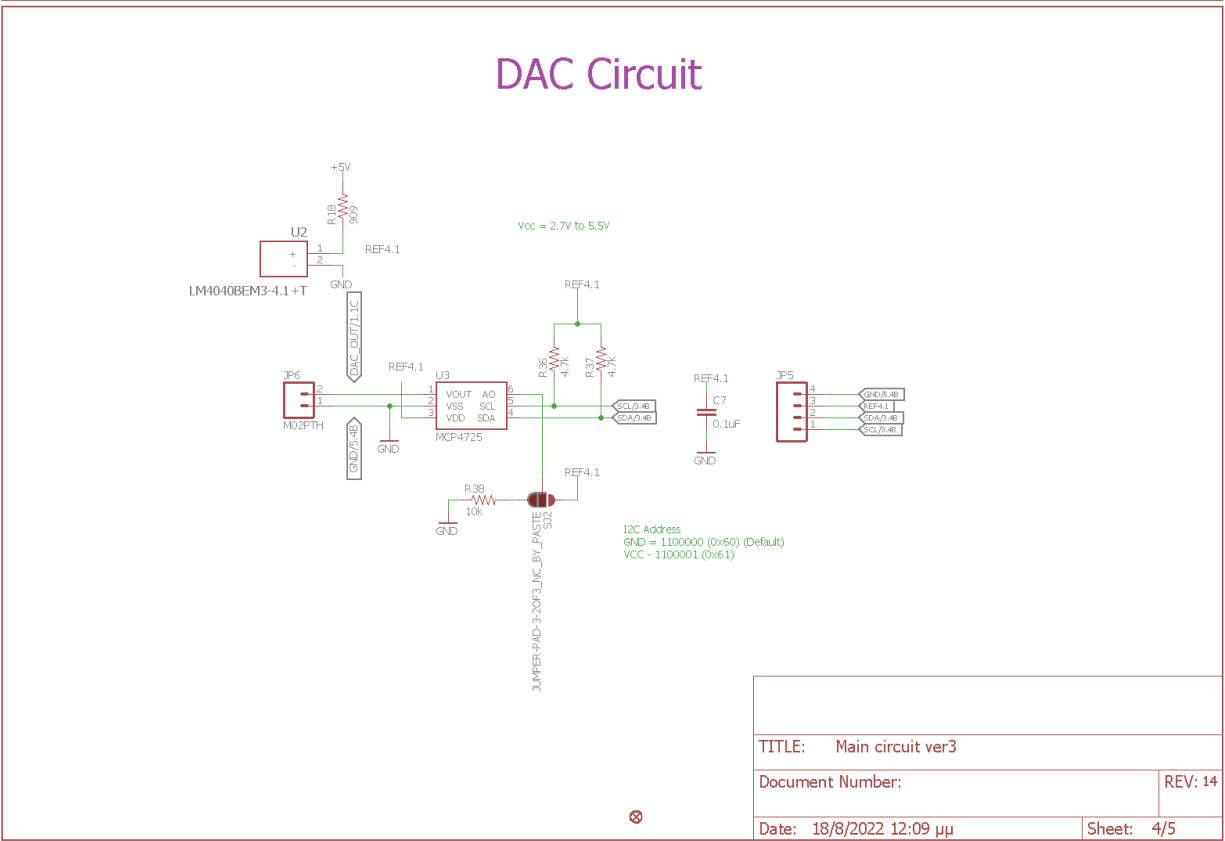 DAC Circuit
+5V
R18
909
U2
1
+
2
-
REF4.1
GND
LM4040BEM3-4.1+T
Vcc = 2.7V to 5.5V
DAC_OUT/1.1C
REF4.1
R36
4.7k
R37
4.7k
JP6
2
1
M02PTH
GND/5.4B
GND
REF4.1
U3
1 VOUT AO 6
2 VSS SCL 5
3 VDD SDA 4
MCP4725
SCL/3.4B
SDA/3.4B
REF4.1
C7
0.1uF
GND
JP5
4 GND/5.4B
3 REF4.1
2 SDA/3.4B
1 SCL/3.4B
R38
10k
GND
REF4.1
SJ2
JUMPER-PAD-3-2OF3_NC_BY_PASTE
I2C Address
GND = 1100000 (0x60) (Default)
VCC - 1100001 (0x61)
TITLE: Main circuit ver3
Document Number:
REV: 14
Date: 18/8/2022 12:09 μμ
Sheet: 4/5